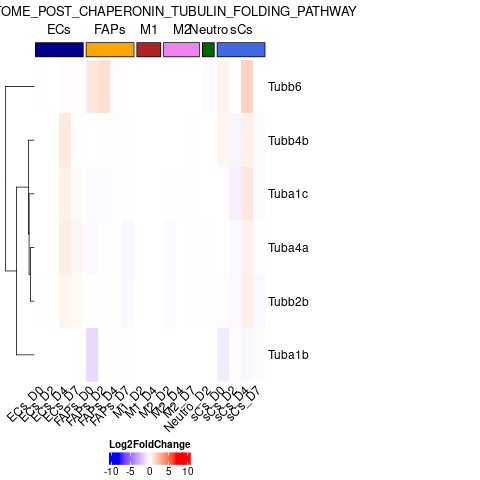 TOME_POST_CHAPERONIN_TUBULIN_FOLDING_PATHWAY
ECs FAPs M1 M2 Neutro sCs
Tubb6
Tubb4b
Tuba1c
Tuba4a
Tubb2b
Tuba1b
ECs_D0 ECs_D2 ECs_D4 ECs_D7 FAPs_D0 FAPs_D2 FAPs_D4 FAPs_D7 M1_D2 M1_D4 M2_D2 M2_D4 M2_D7 Neutro_D2 sCs_D0 sCs_D2 sCs_D4 sCs_D7
Log2FoldChange
-10 -5 0 5 10